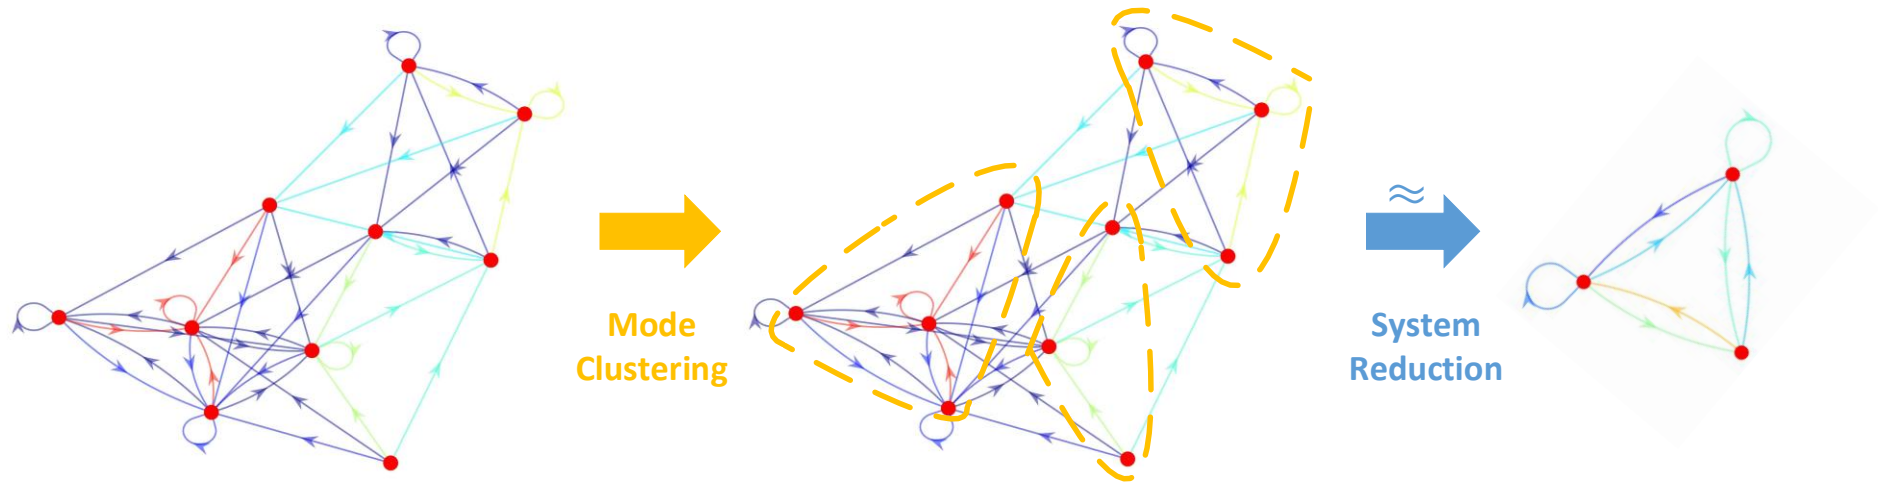 Mode
Clustering
≈
System
Reduction